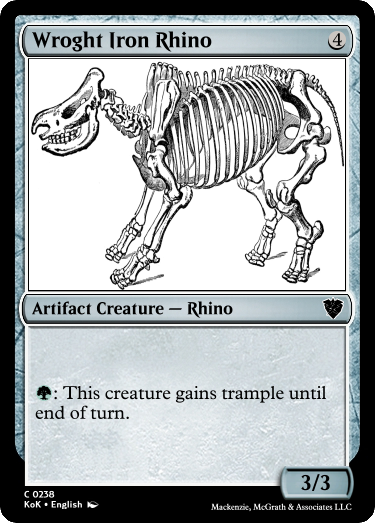 Wroght Iron Rhino 4
Artifact Creature — Rhino
: This creature gains trample until
end of turn.
3/3
C 0238
KoK • English
Mackenzie, McGrath & Associates LLC